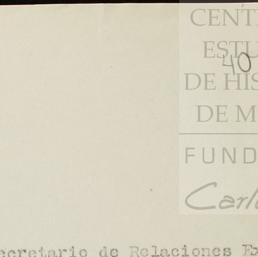 CENT
ESTU
40
DE HIS
DE M
FUND
Carl
ecretario de Relaciones Ex